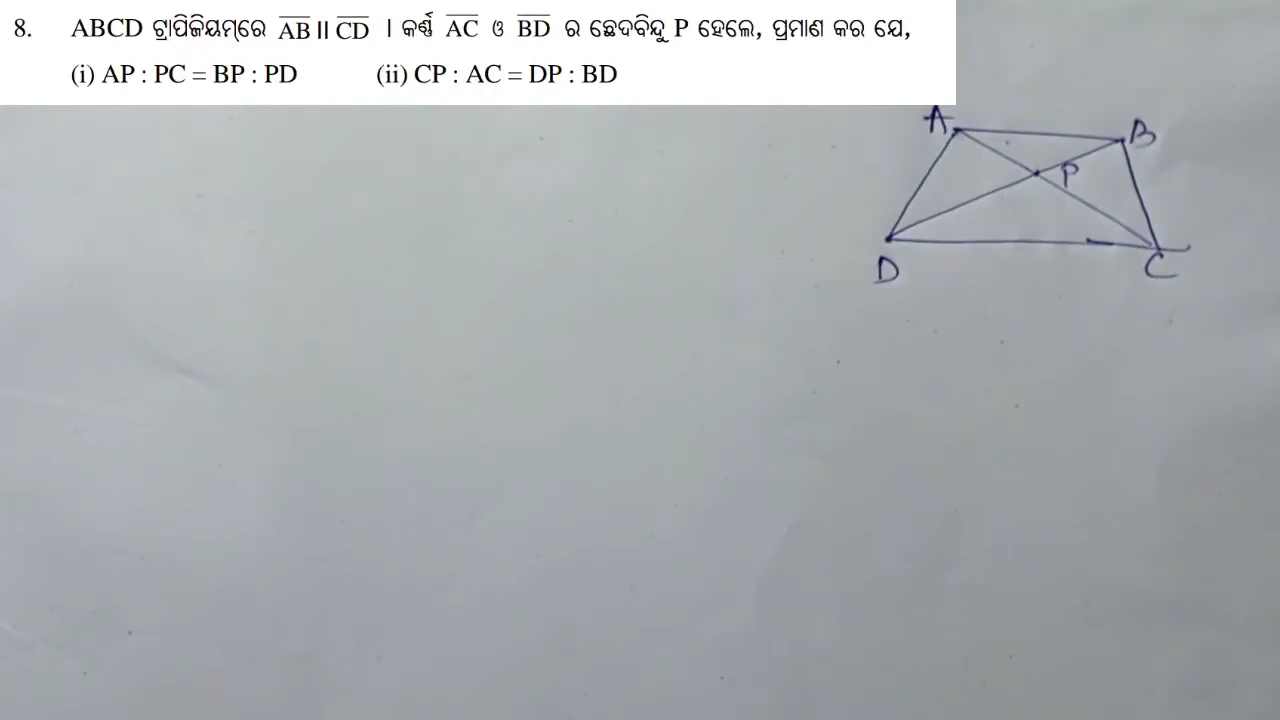 8. ABCD ଟ୍ରାପିଜିୟମ୍‌ରେ AB II CD । କର୍ଣ୍ଣ AC ଓ BD ର ଛେଦବିନ୍ଦୁ P ହେଲେ, ପ୍ରମାଣ କର ଯେ,
(i) AP : PC = BP : PD (ii) CP : AC = DP : BD
A B
P
D C